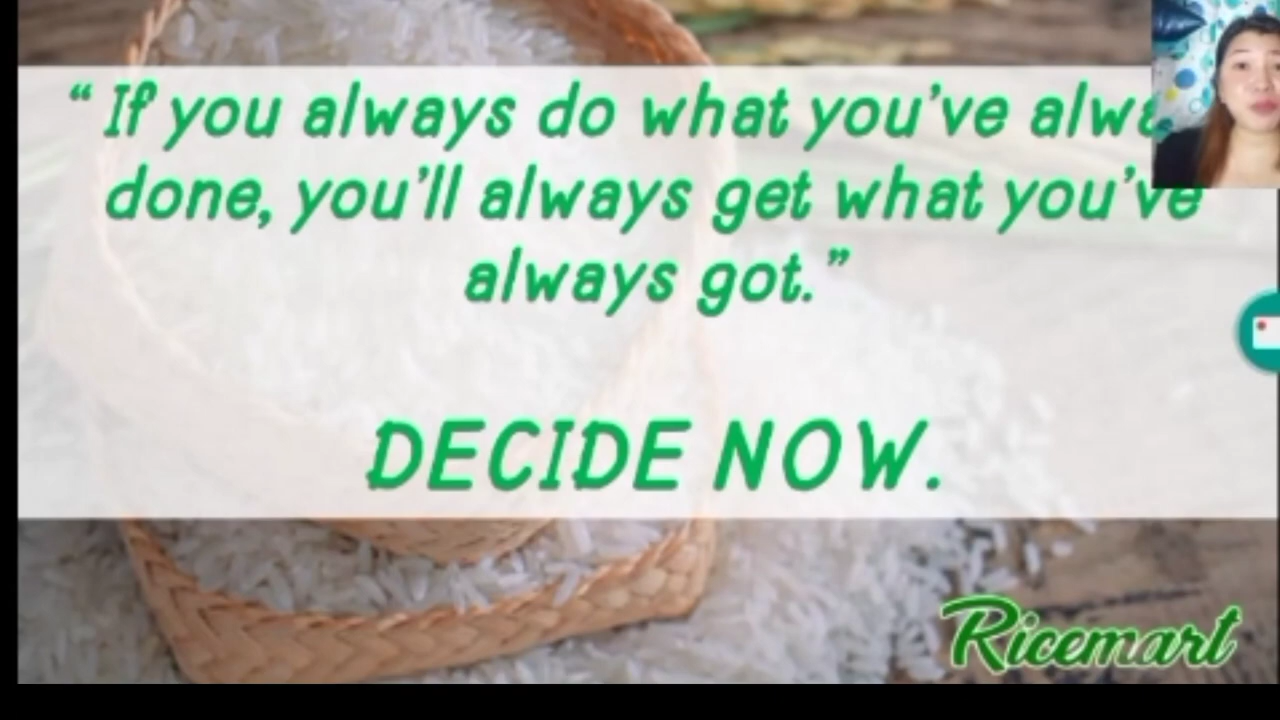 “ If you always do what you’ve
done, you’ll always get what you’ve
always got.”
DECIDE NOW.
Ricemart